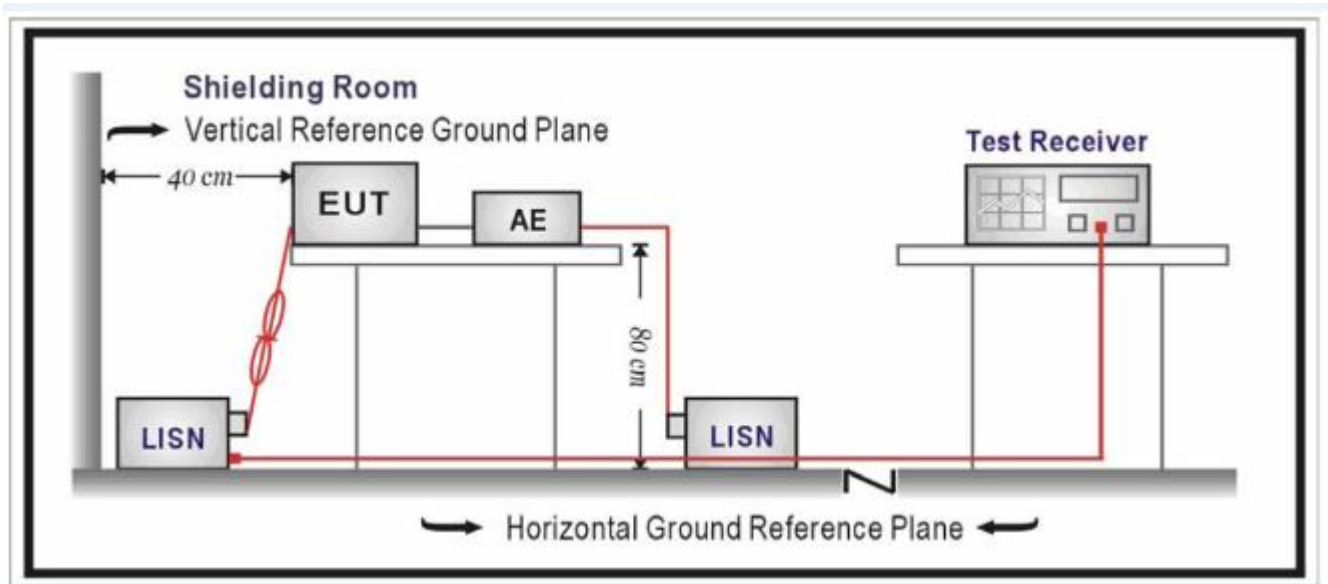 Shielding Room
Vertical Reference Ground Plane
Test Receiver
40 cm
EUT
AE
80 cm
LISN
LISN
Horizontal Ground Reference Plane